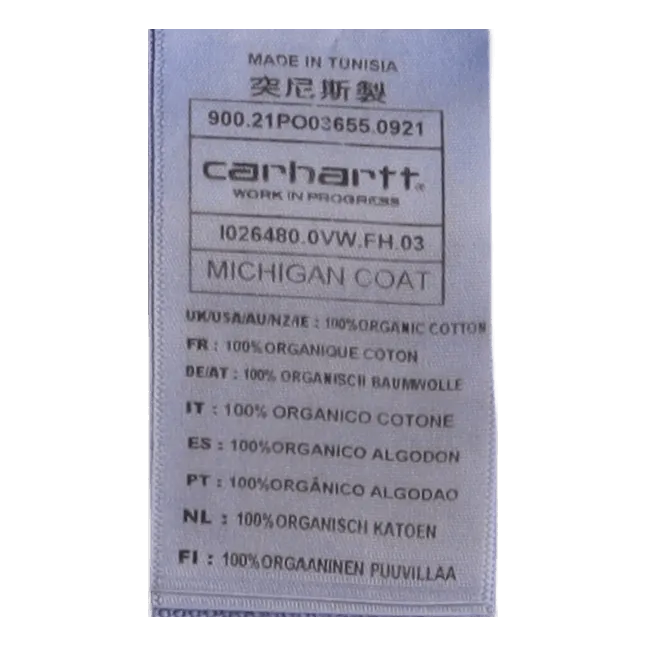 MADE IN TUNISIA
突尼斯製
900.21PO03655.0921
carhartt®
WORK IN PROGRESS
I026480.0VW.FH.03
MICHIGAN COAT
UK/USA/AU/NZ/IE : 100%ORGANIC COTTON
FR : 100%ORGANIQUE COTON
DE/AT : 100% ORGANISCH BAUMWOLLE
IT : 100% ORGANICO COTONE
ES : 100%ORGANICO ALGODON
PT : 100%ORGÂNICO ALGODAO
NL : 100%ORGANISCH KATOEN
FI : 100%ORGAANINEN PUUVILLAA